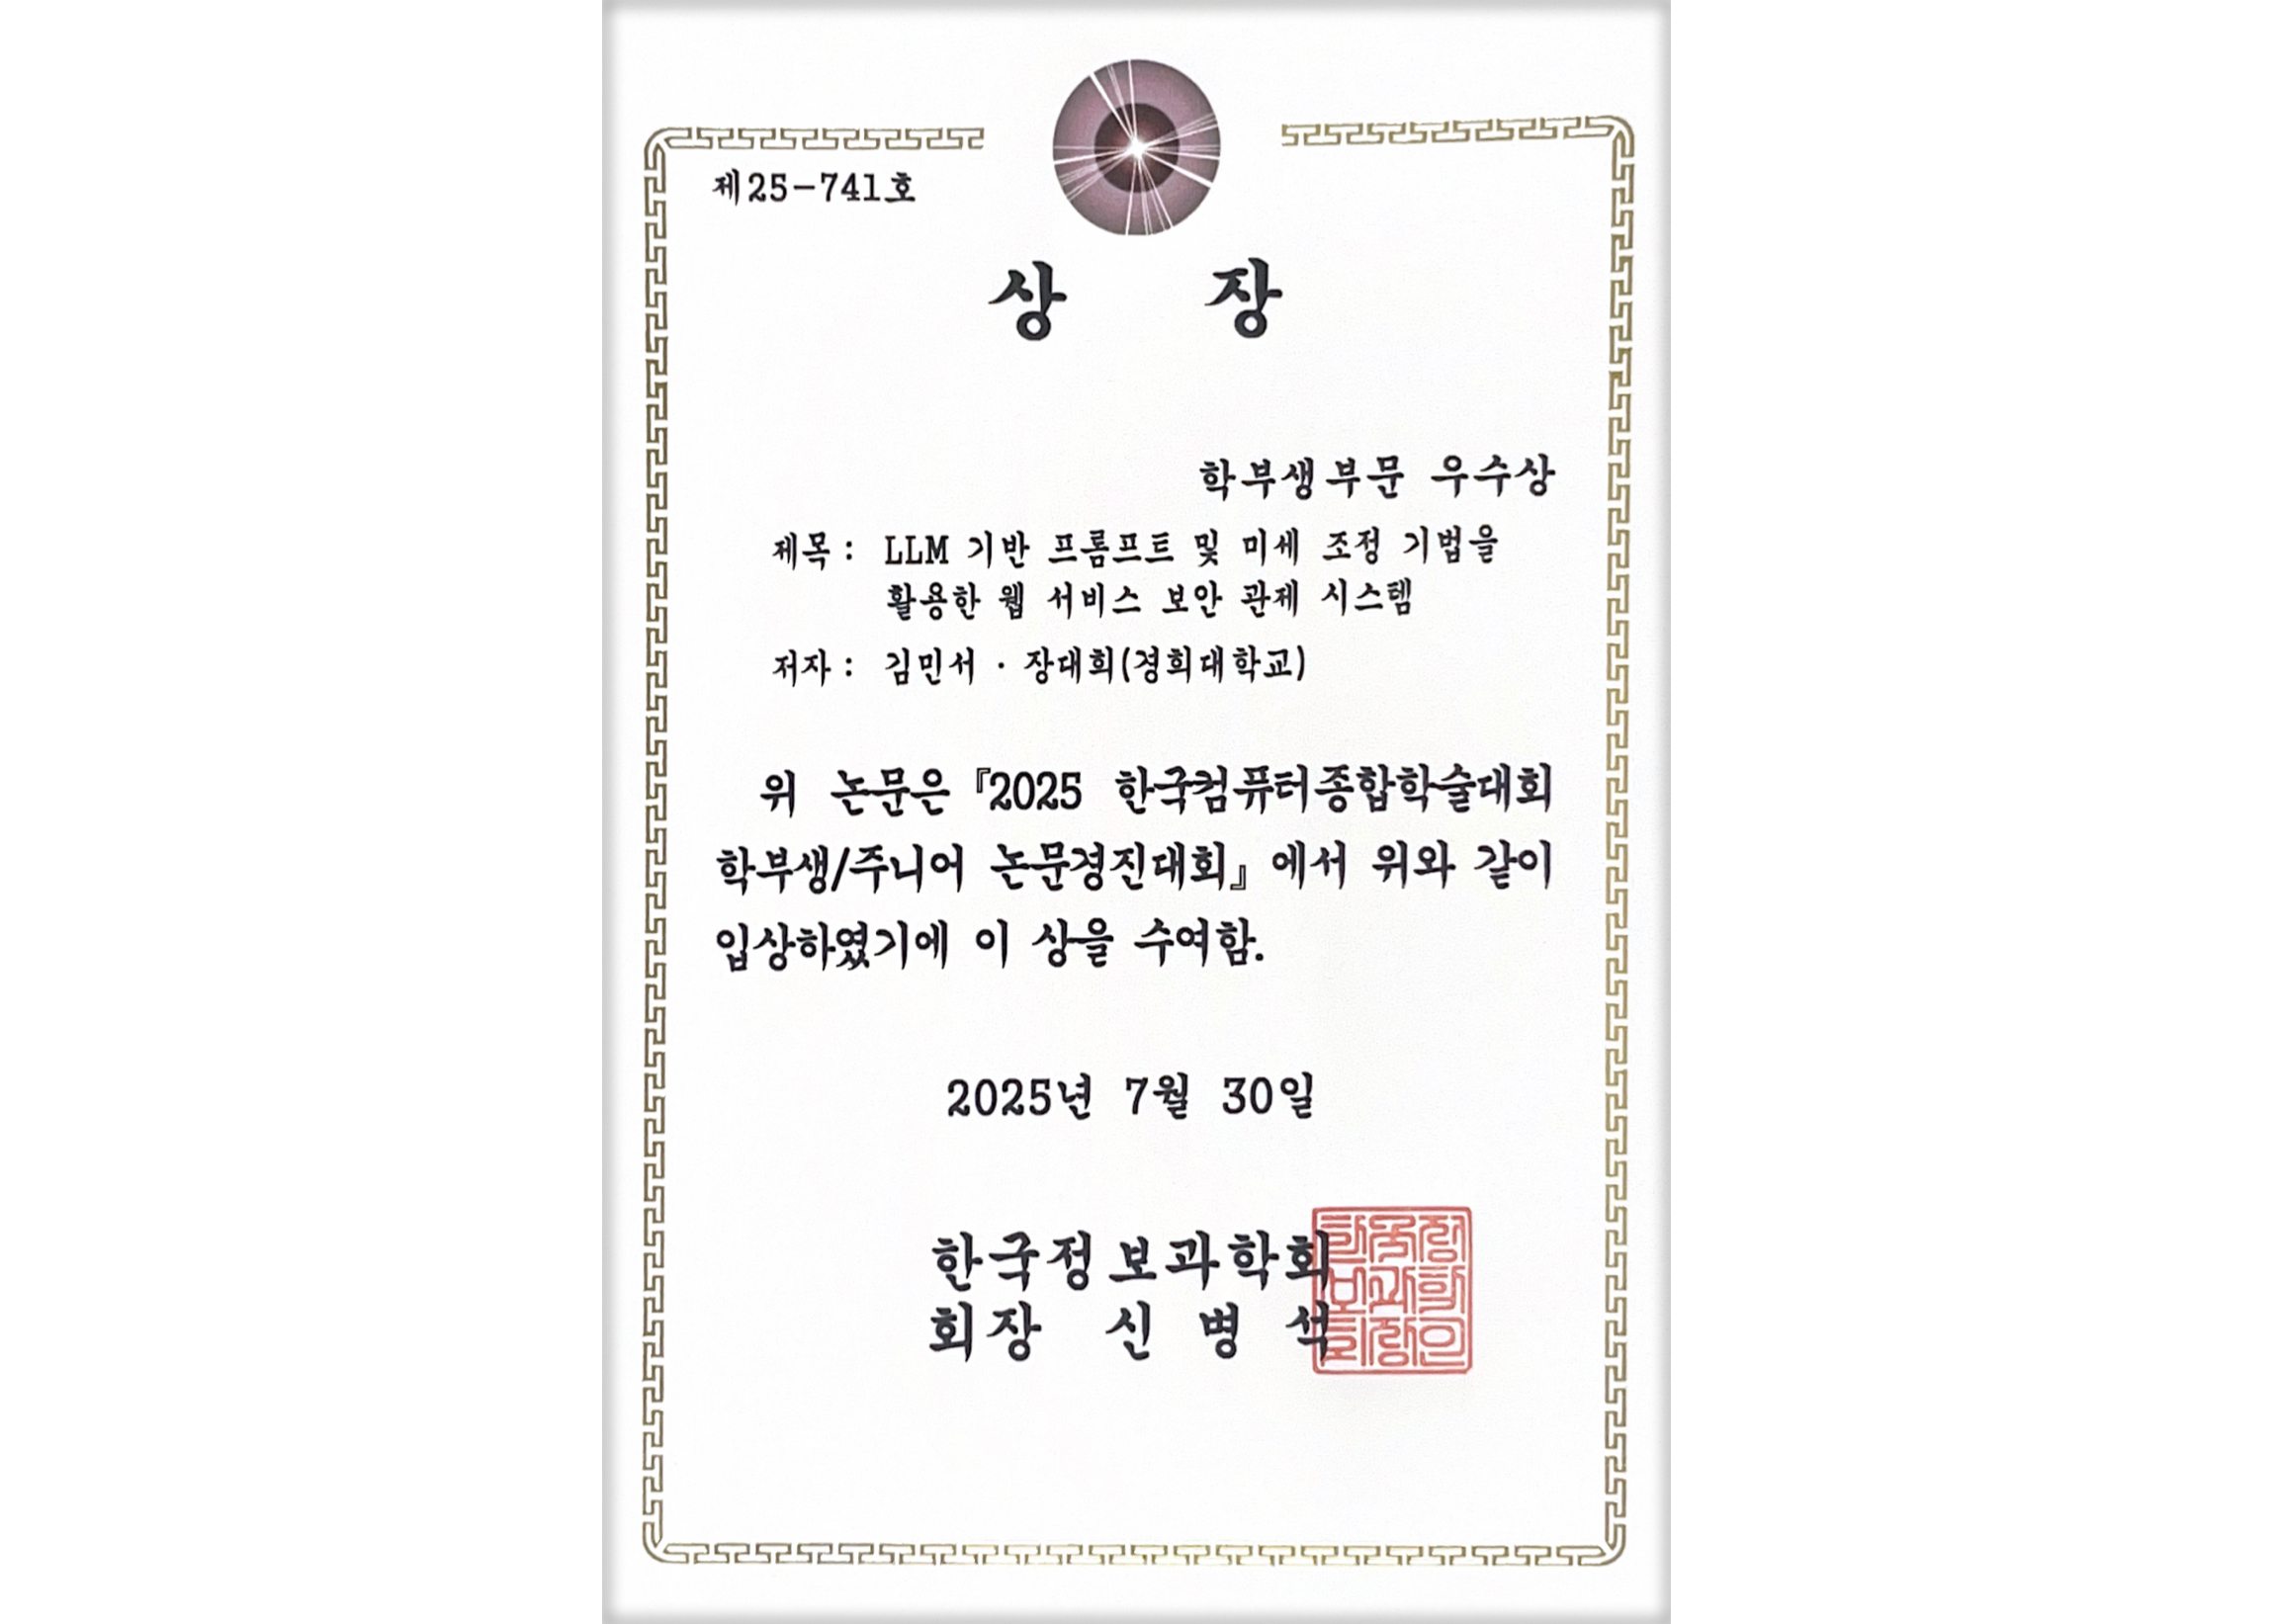 제25-741호
상 장
학부생부문 우수상
제목 : LLM 기반 프롬프트 및 미세 조정 기법을
활용한 웹 서비스 보안 관제 시스템
저자 : 김민서 · 장대희(경희대학교)
위 논문은 『2025 한국컴퓨터종합학술대회
학부생/주니어 논문경진대회』에서 위와 같이
입상하였기에 이 상을 수여함.
2025년 7월 30일
한국정보과학회
회장 신 병 석
한국정
보과학
회장인